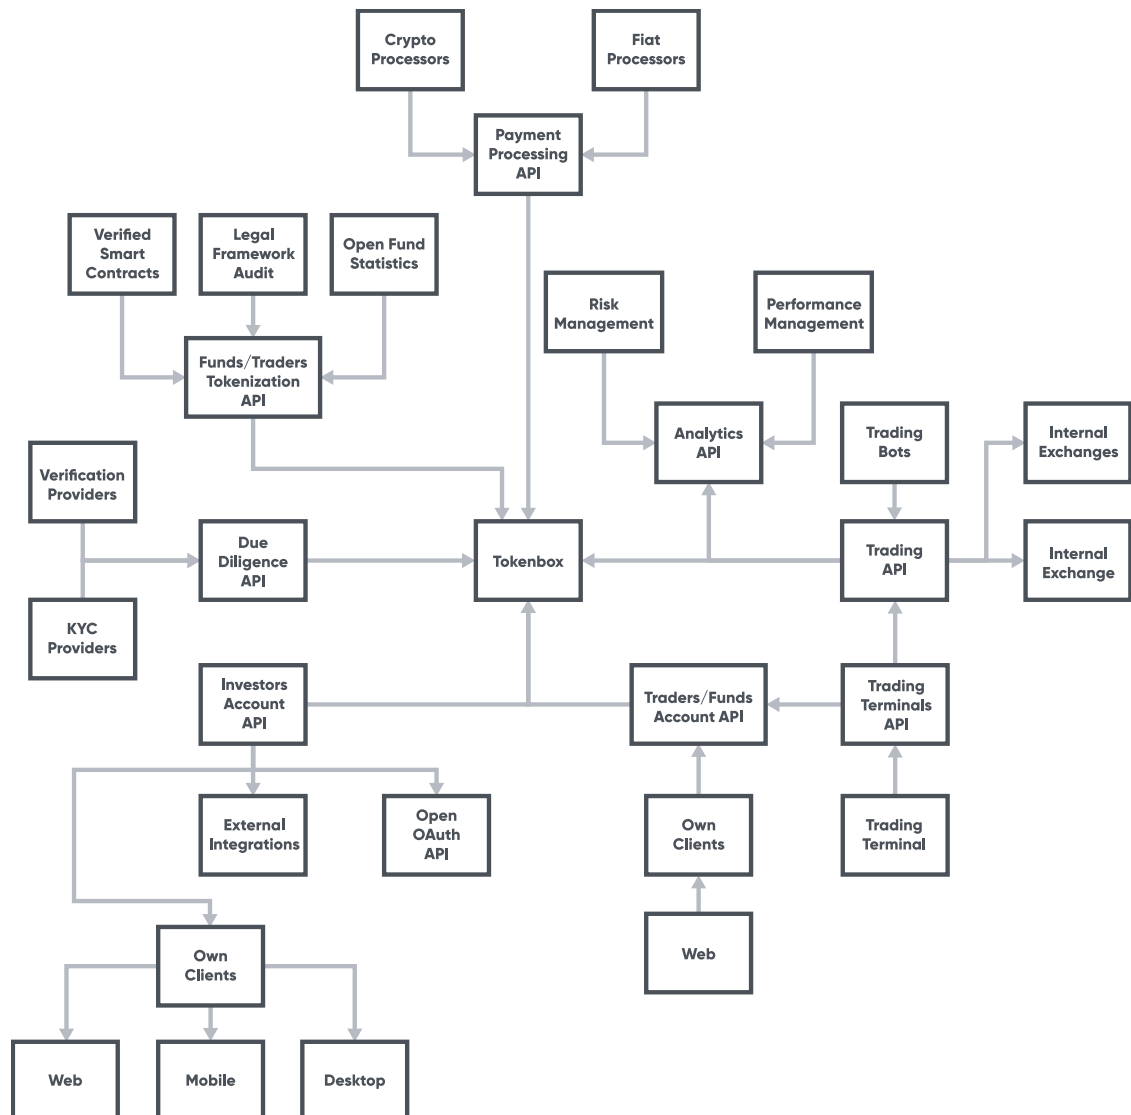 Crypto
Processors
Fiat
Processors
Payment
Processing
API
Verified
Smart
Contracts
Legal
Framework
Audit
Open Fund
Statistics
Risk
Management
Performance
Management
Funds/Traders
Tokenization
API
Analytics
API
Trading
Bots
Internal
Exchanges
Verification
Providers
Due
Diligence
API
Tokenbox
Trading
API
Internal
Exchange
KYC
Providers
Investors
Account
API
Traders/Funds
Account API
Trading
Terminals
API
External
Integrations
Open
OAuth
API
Own
Clients
Trading
Terminal
Web
Own
Clients
Web
Mobile
Desktop